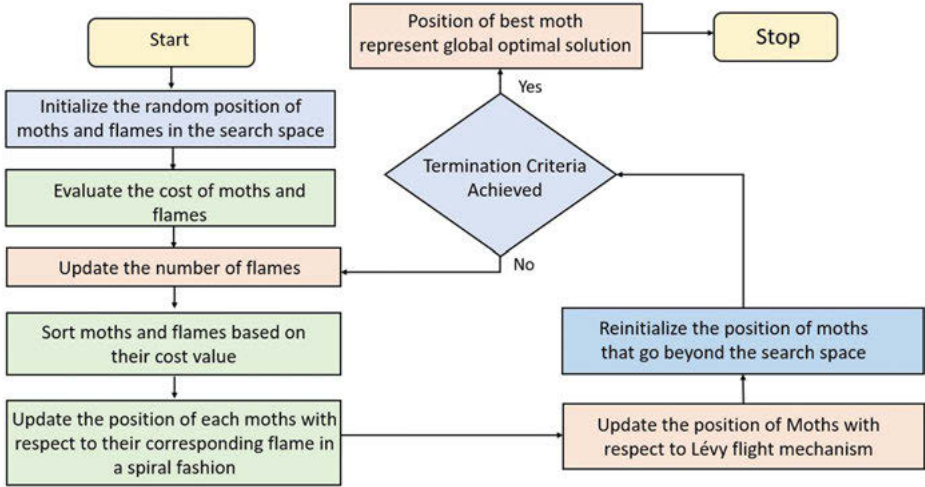 Start
Initialize the random position of
moths and flames in the search space
Evaluate the cost of moths and
flames
Update the number of flames
Sort moths and flames based on
their cost value
Update the position of each moths with
respect to their corresponding flame in
a spiral fashion
Update the position of Moths with
respect to Lévy flight mechanism
Reinitialize the position of moths
that go beyond the search space
Termination Criteria
Achieved
No
Yes
Position of best moth
represent global optimal solution
Stop